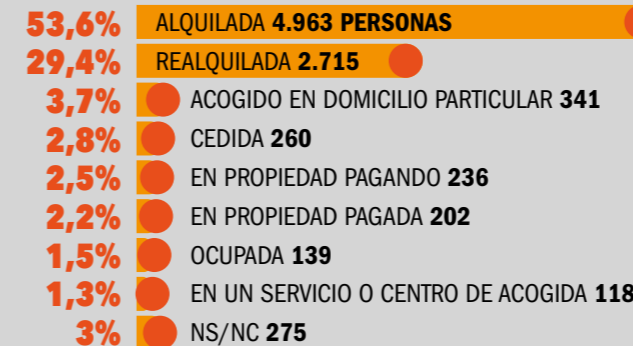 53,6% ALQUILADA 4.963 PERSONAS
29,4% REALQUILADA 2.715
3,7% ACOGIDO EN DOMICILIO PARTICULAR 341
2,8% CEDIDA 260
2,5% EN PROPIEDAD PAGANDO 236
2,2% EN PROPIEDAD PAGADA 202
1,5% OCUPADA 139
1,3% EN UN SERVICIO O CENTRO DE ACOGIDA 118
3% NS/NC 275